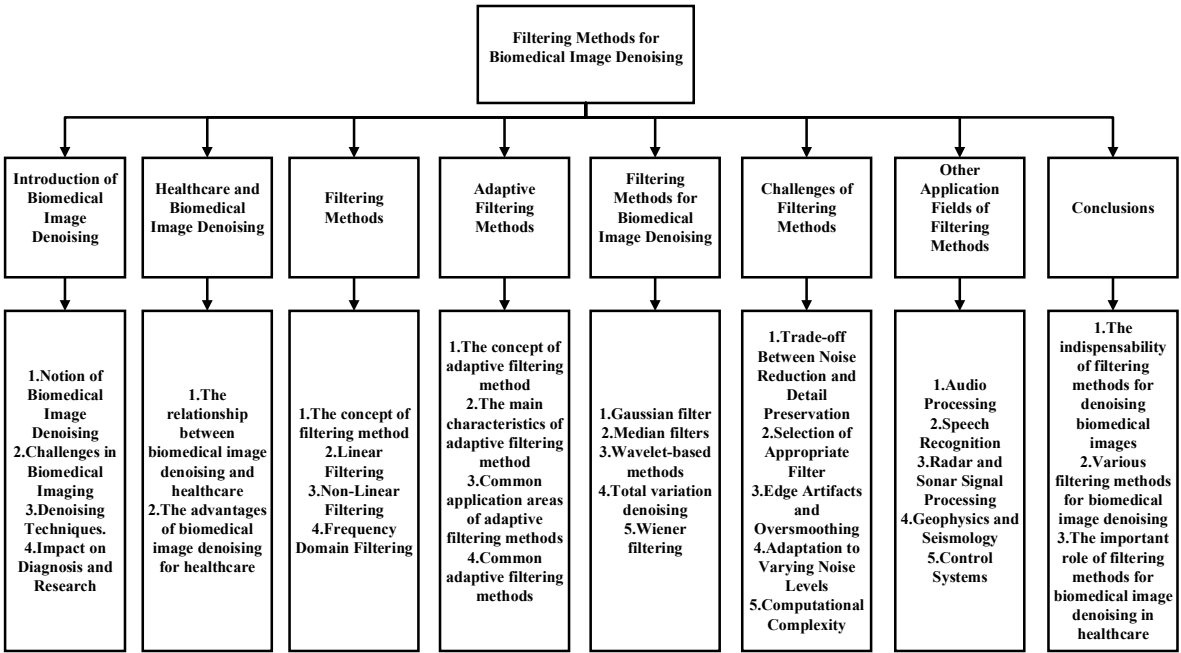 Filtering Methods for
Biomedical Image Denoising
Introduction of
Biomedical
Image
Denoising
Healthcare and
Biomedical
Image Denoising
Filtering
Methods
Adaptive
Filtering
Methods
Filtering
Methods for
Biomedical
Image Denoising
Challenges of
Filtering
Methods
Other
Application
Fields of
Filtering
Methods
Conclusions
1.Notion of
Biomedical
Image
Denoising
2.Challenges in
Biomedical
Imaging
3.Denoising
Techniques.
4.Impact on
Diagnosis and
Research
1.The
relationship
between
biomedical image
denoising and
healthcare
2.The advantages
of biomedical
image denoising
for healthcare
1.The concept of
filtering method
2.Linear
Filtering
3.Non-Linear
Filtering
4.Frequency
Domain Filtering
1.The concept of
adaptive filtering
method
2.The main
characteristics of
adaptive filtering
method
3.Common
application areas
of adaptive
filtering methods
4.Common
adaptive filtering
methods
1.Gaussian filter
2.Median filters
3.Wavelet-based
methods
4.Total variation
denoising
5.Wiener
filtering
1.Trade-off
Between Noise
Reduction and
Detail
Preservation
2.Selection of
Appropriate
Filter
3.Edge Artifacts
and
Oversmoothing
4.Adaptation to
Varying Noise
Levels
5.Computational
Complexity
1.Audio
Processing
2.Speech
Recognition
3.Radar and
Sonar Signal
Processing
4.Geophysics and
Seismology
5.Control
Systems
1.The
indispensability
of filtering
methods for
denoising
biomedical
images
2.Various
filtering methods
for biomedical
image denoising
3.The important
role of filtering
methods for
biomedical image
denoising in
healthcare